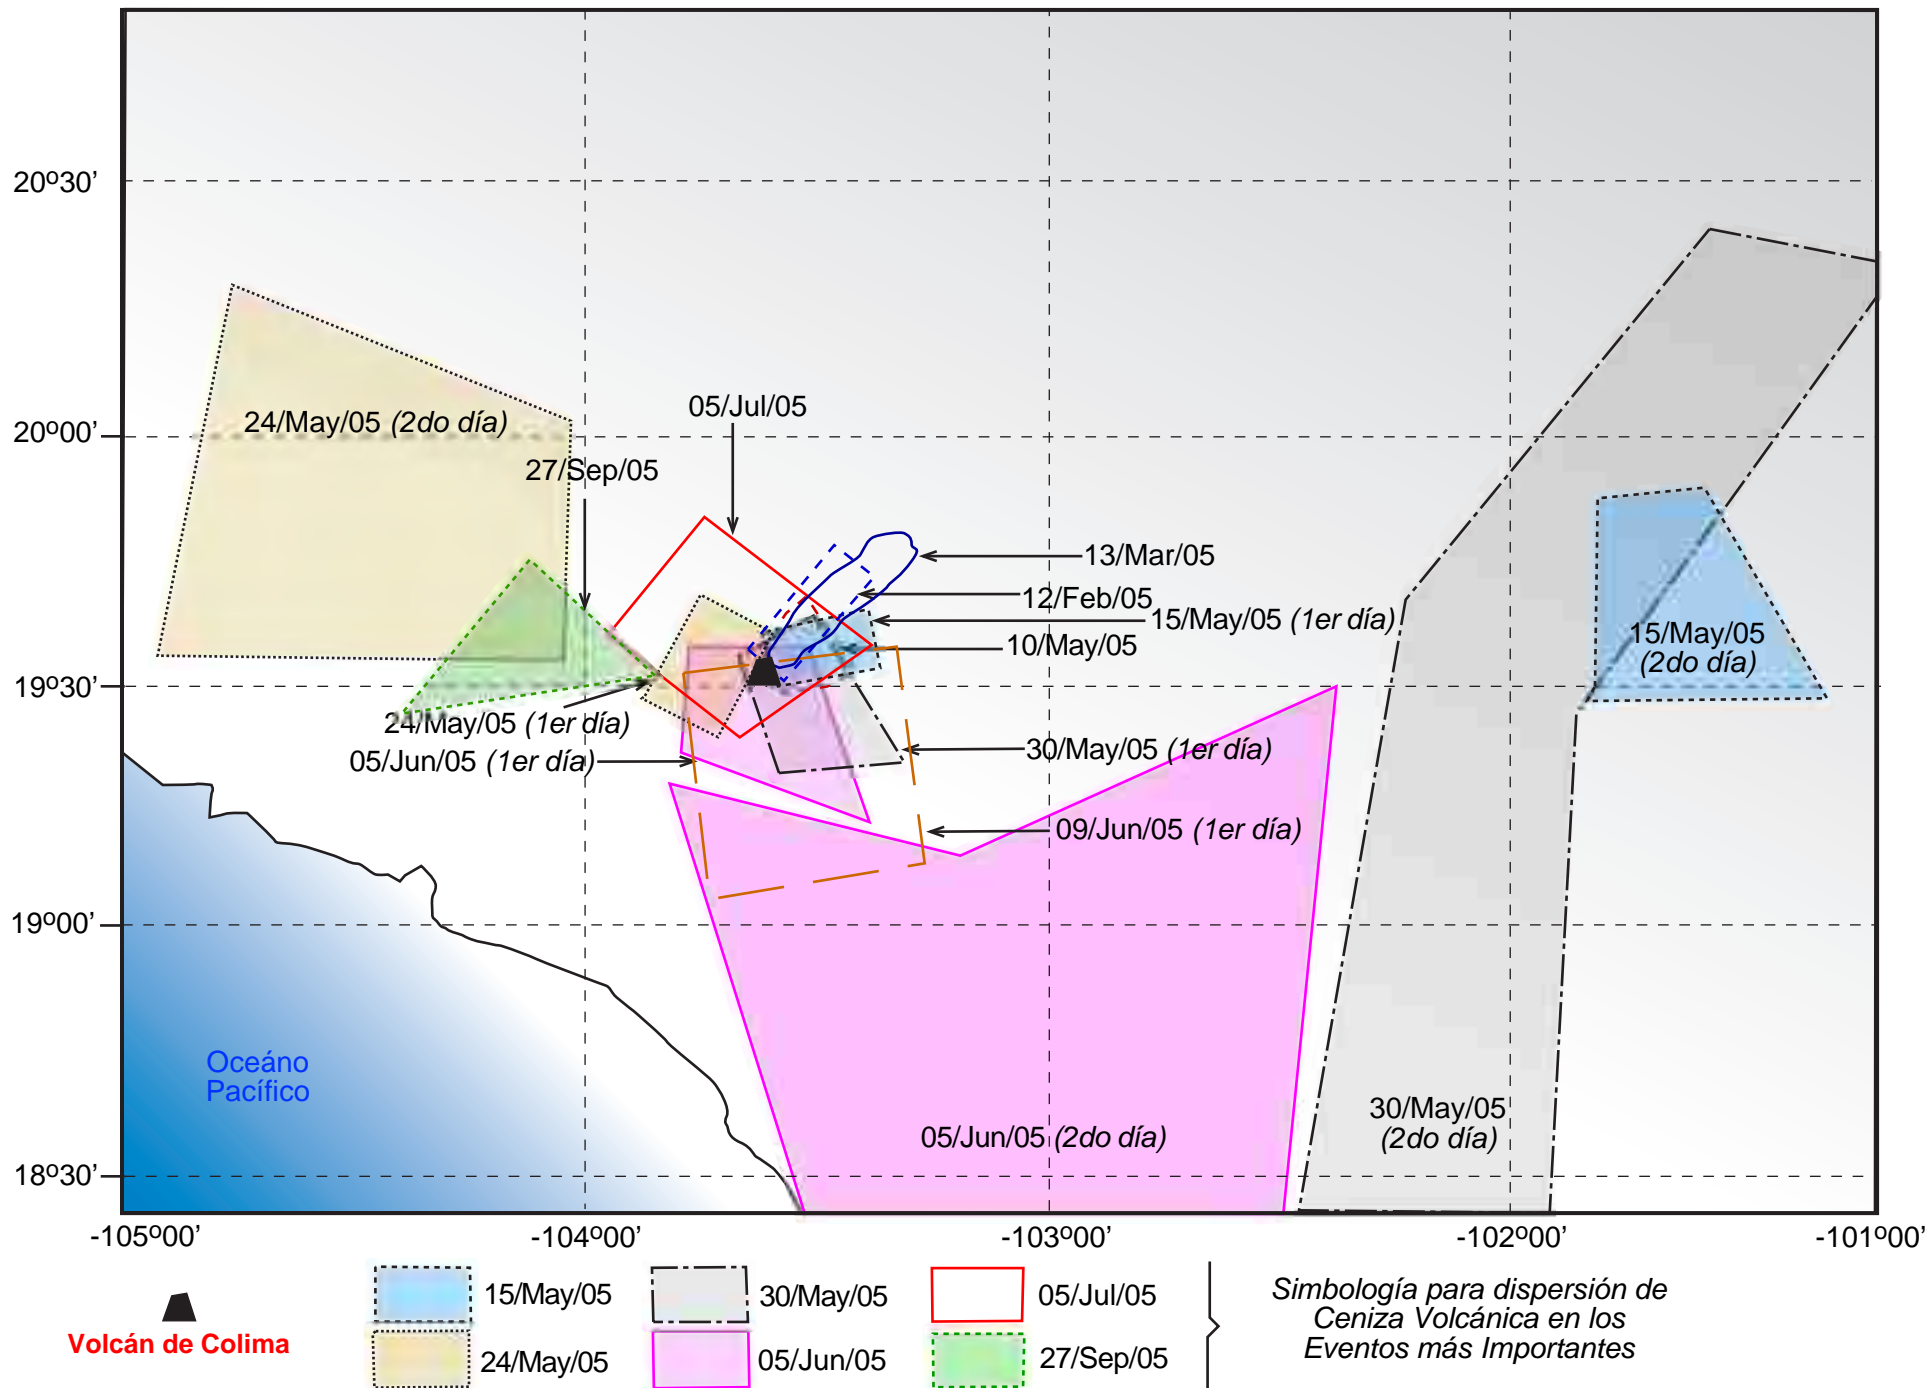 20º30’
20º00’
19º30’
19º00’
18º30’
05/Jul/05
24/May/05 (2do día)
27/Sep/05
13/Mar/05
12/Feb/05
15/May/05 (1er día)
10/May/05
15/May/05
(2do día)
24/May/05 (1er día)
05/Jun/05 (1er día)
30/May/05 (1er día)
09/Jun/05 (1er día)
Oceáno
Pacífico
05/Jun/05 (2do día)
30/May/05
(2do día)
-105º00’
-104º00’
-103º00’
-102º00’
-101º00’
Volcán de Colima
15/May/05
30/May/05
05/Jul/05
24/May/05
05/Jun/05
27/Sep/05
Simbología para dispersión de
Ceniza Volcánica en los
Eventos más Importantes